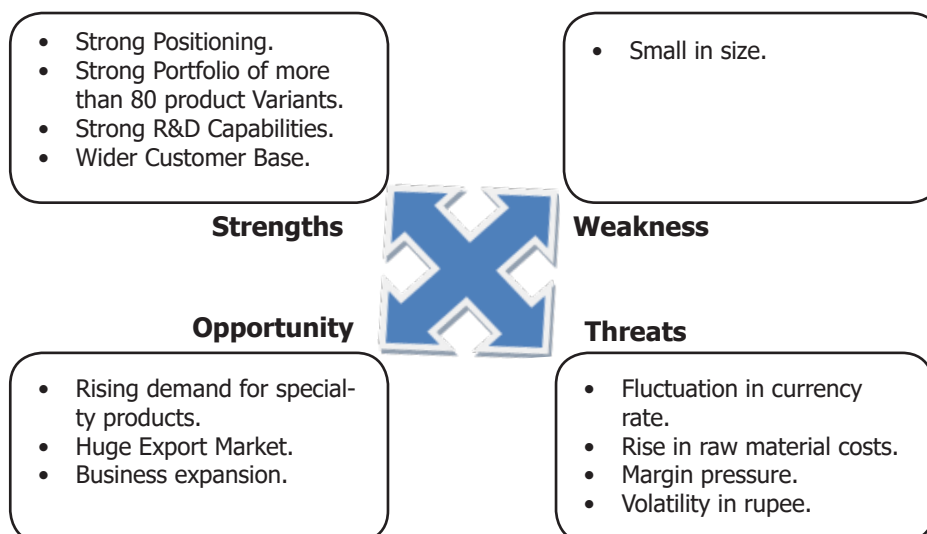 • Strong Positioning.
• Strong Portfolio of more
than 80 product Variants.
• Strong R&D Capabilities.
• Wider Customer Base.
Strengths
• Small in size.
Weakness
Opportunity
• Rising demand for special-
ty products.
• Huge Export Market.
• Business expansion.
Threats
• Fluctuation in currency
rate.
• Rise in raw material costs.
• Margin pressure.
• Volatility in rupee.